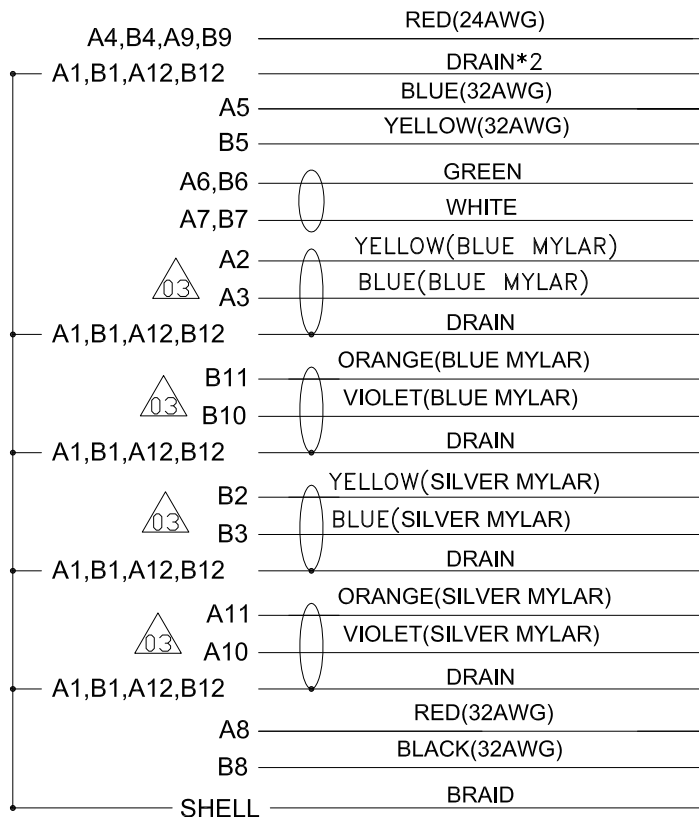 A4,B4,A9,B9 RED(24AWG)
A1,B1,A12,B12 DRAIN*2
A5 BLUE(32AWG)
B5 YELLOW(32AWG)
A6,B6 GREEN
A7,B7 WHITE
A2 YELLOW(BLUE MYLAR)
03 A3 BLUE(BLUE MYLAR)
A1,B1,A12,B12 DRAIN
B11 ORANGE(BLUE MYLAR)
03 B10 VIOLET(BLUE MYLAR)
A1,B1,A12,B12 DRAIN
B2 YELLOW(SILVER MYLAR)
03 B3 BLUE(SILVER MYLAR)
A1,B1,A12,B12 DRAIN
A11 ORANGE(SILVER MYLAR)
03 A10 VIOLET(SILVER MYLAR)
A1,B1,A12,B12 DRAIN
A8 RED(32AWG)
B8 BLACK(32AWG)
SHELL BRAID